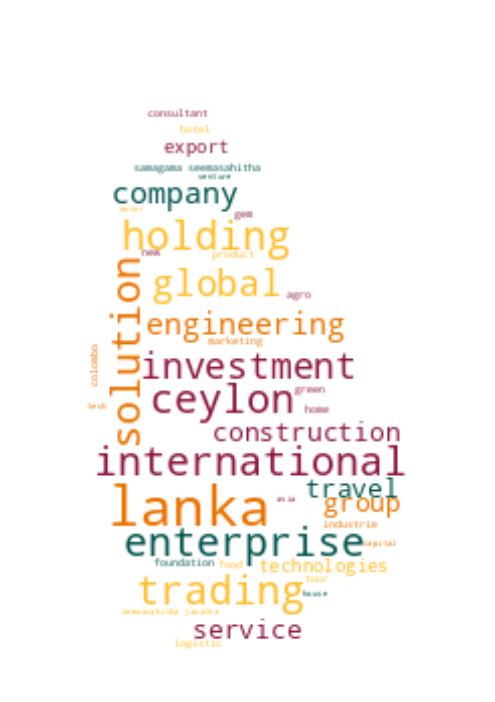 consultant
hotel
export
samagama seemasahitha
venture
company
motor
gem
holding
new
product
solution
global
agro
engineering
marketing
colombo
investment
ceylon
green
tech
home
construction
international
lanka
asia
travel
group
industrie
enterprise
capital
foundation
food
technologies
trading
tour
house
seemasahitha janatha
service
logistic